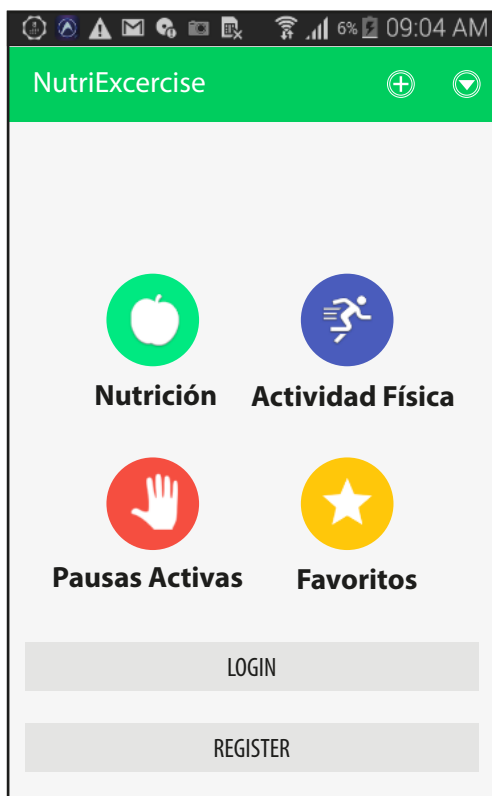 6% 09:04 AM
NutriExcercise
Nutrición Actividad Física
Pausas Activas Favoritos
LOGIN
REGISTER